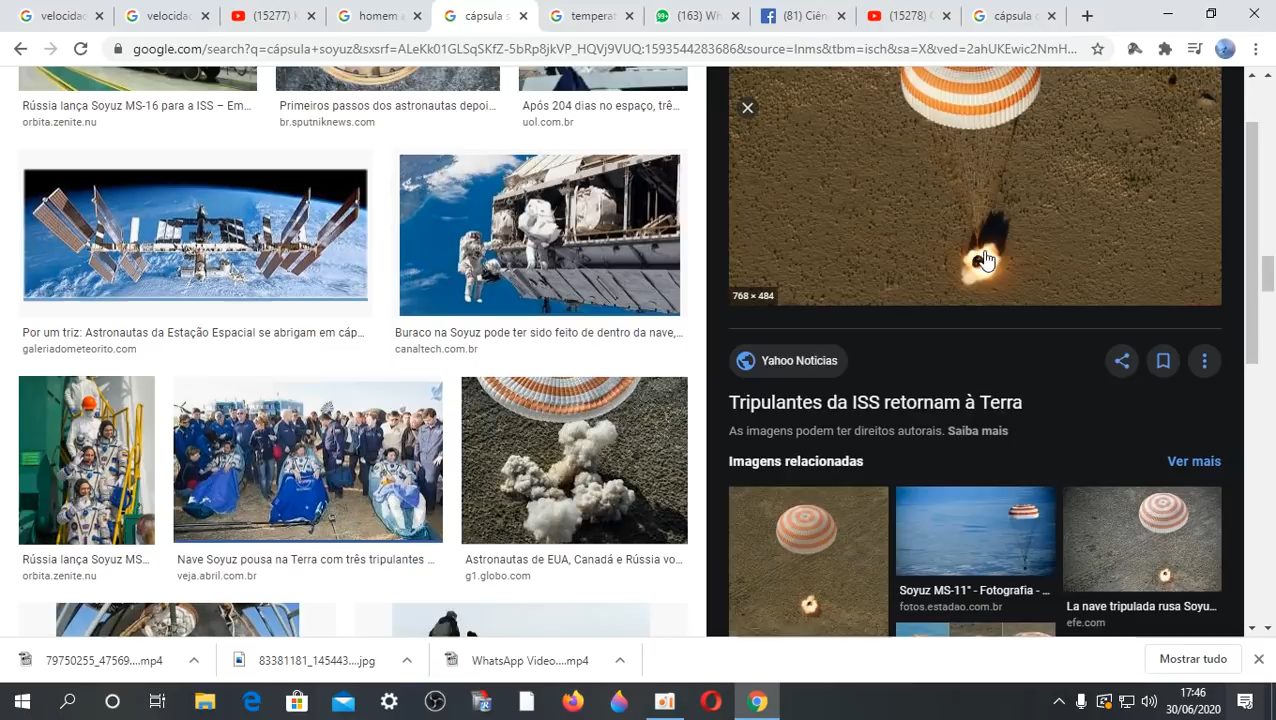 velocidac
velocidac
(15277) K
homem a
cápsula s
temperat
(163) Wh
(81) Ciên
(15278)
cápsula c
google.com/search?q=cápsula+soyuz&sxsrf=ALeKk01GLSqSKfZ-5bRp8jkVP_HQVj9VUQ:1593544283686&source=lnms&tbm=isch&sa=X&ved=2ahUKEwic2NmH...
Rússia lança Soyuz MS-16 para a ISS – Em...
orbita.zenite.nu
Primeiros passos dos astronautas depoi...
br.sputniknews.com
Após 204 dias no espaço, trê...
uol.com.br
Por um triz: Astronautas da Estação Espacial se abrigam em cáp...
galeriadometeorito.com
Buraco na Soyuz pode ter sido feito de dentro da nave,...
canaltech.com.br
Rússia lança Soyuz MS...
orbita.zenite.nu
Nave Soyuz pousa na Terra com três tripulantes ...
veja.abril.com.br
Astronautas de EUA, Canadá e Rússia vo...
g1.globo.com
768 × 484
Yahoo Noticias
Tripulantes da ISS retornam à Terra
As imagens podem ter direitos autorais. Saiba mais
Imagens relacionadas
Ver mais
Soyuz MS-11" - Fotografia - ...
fotos.estadao.com.br
La nave tripulada rusa Soyu...
efe.com
79750255_47569....mp4
83381181_145443....jpg
WhatsApp Video....mp4
Mostrar tudo
17:46
30/06/2020